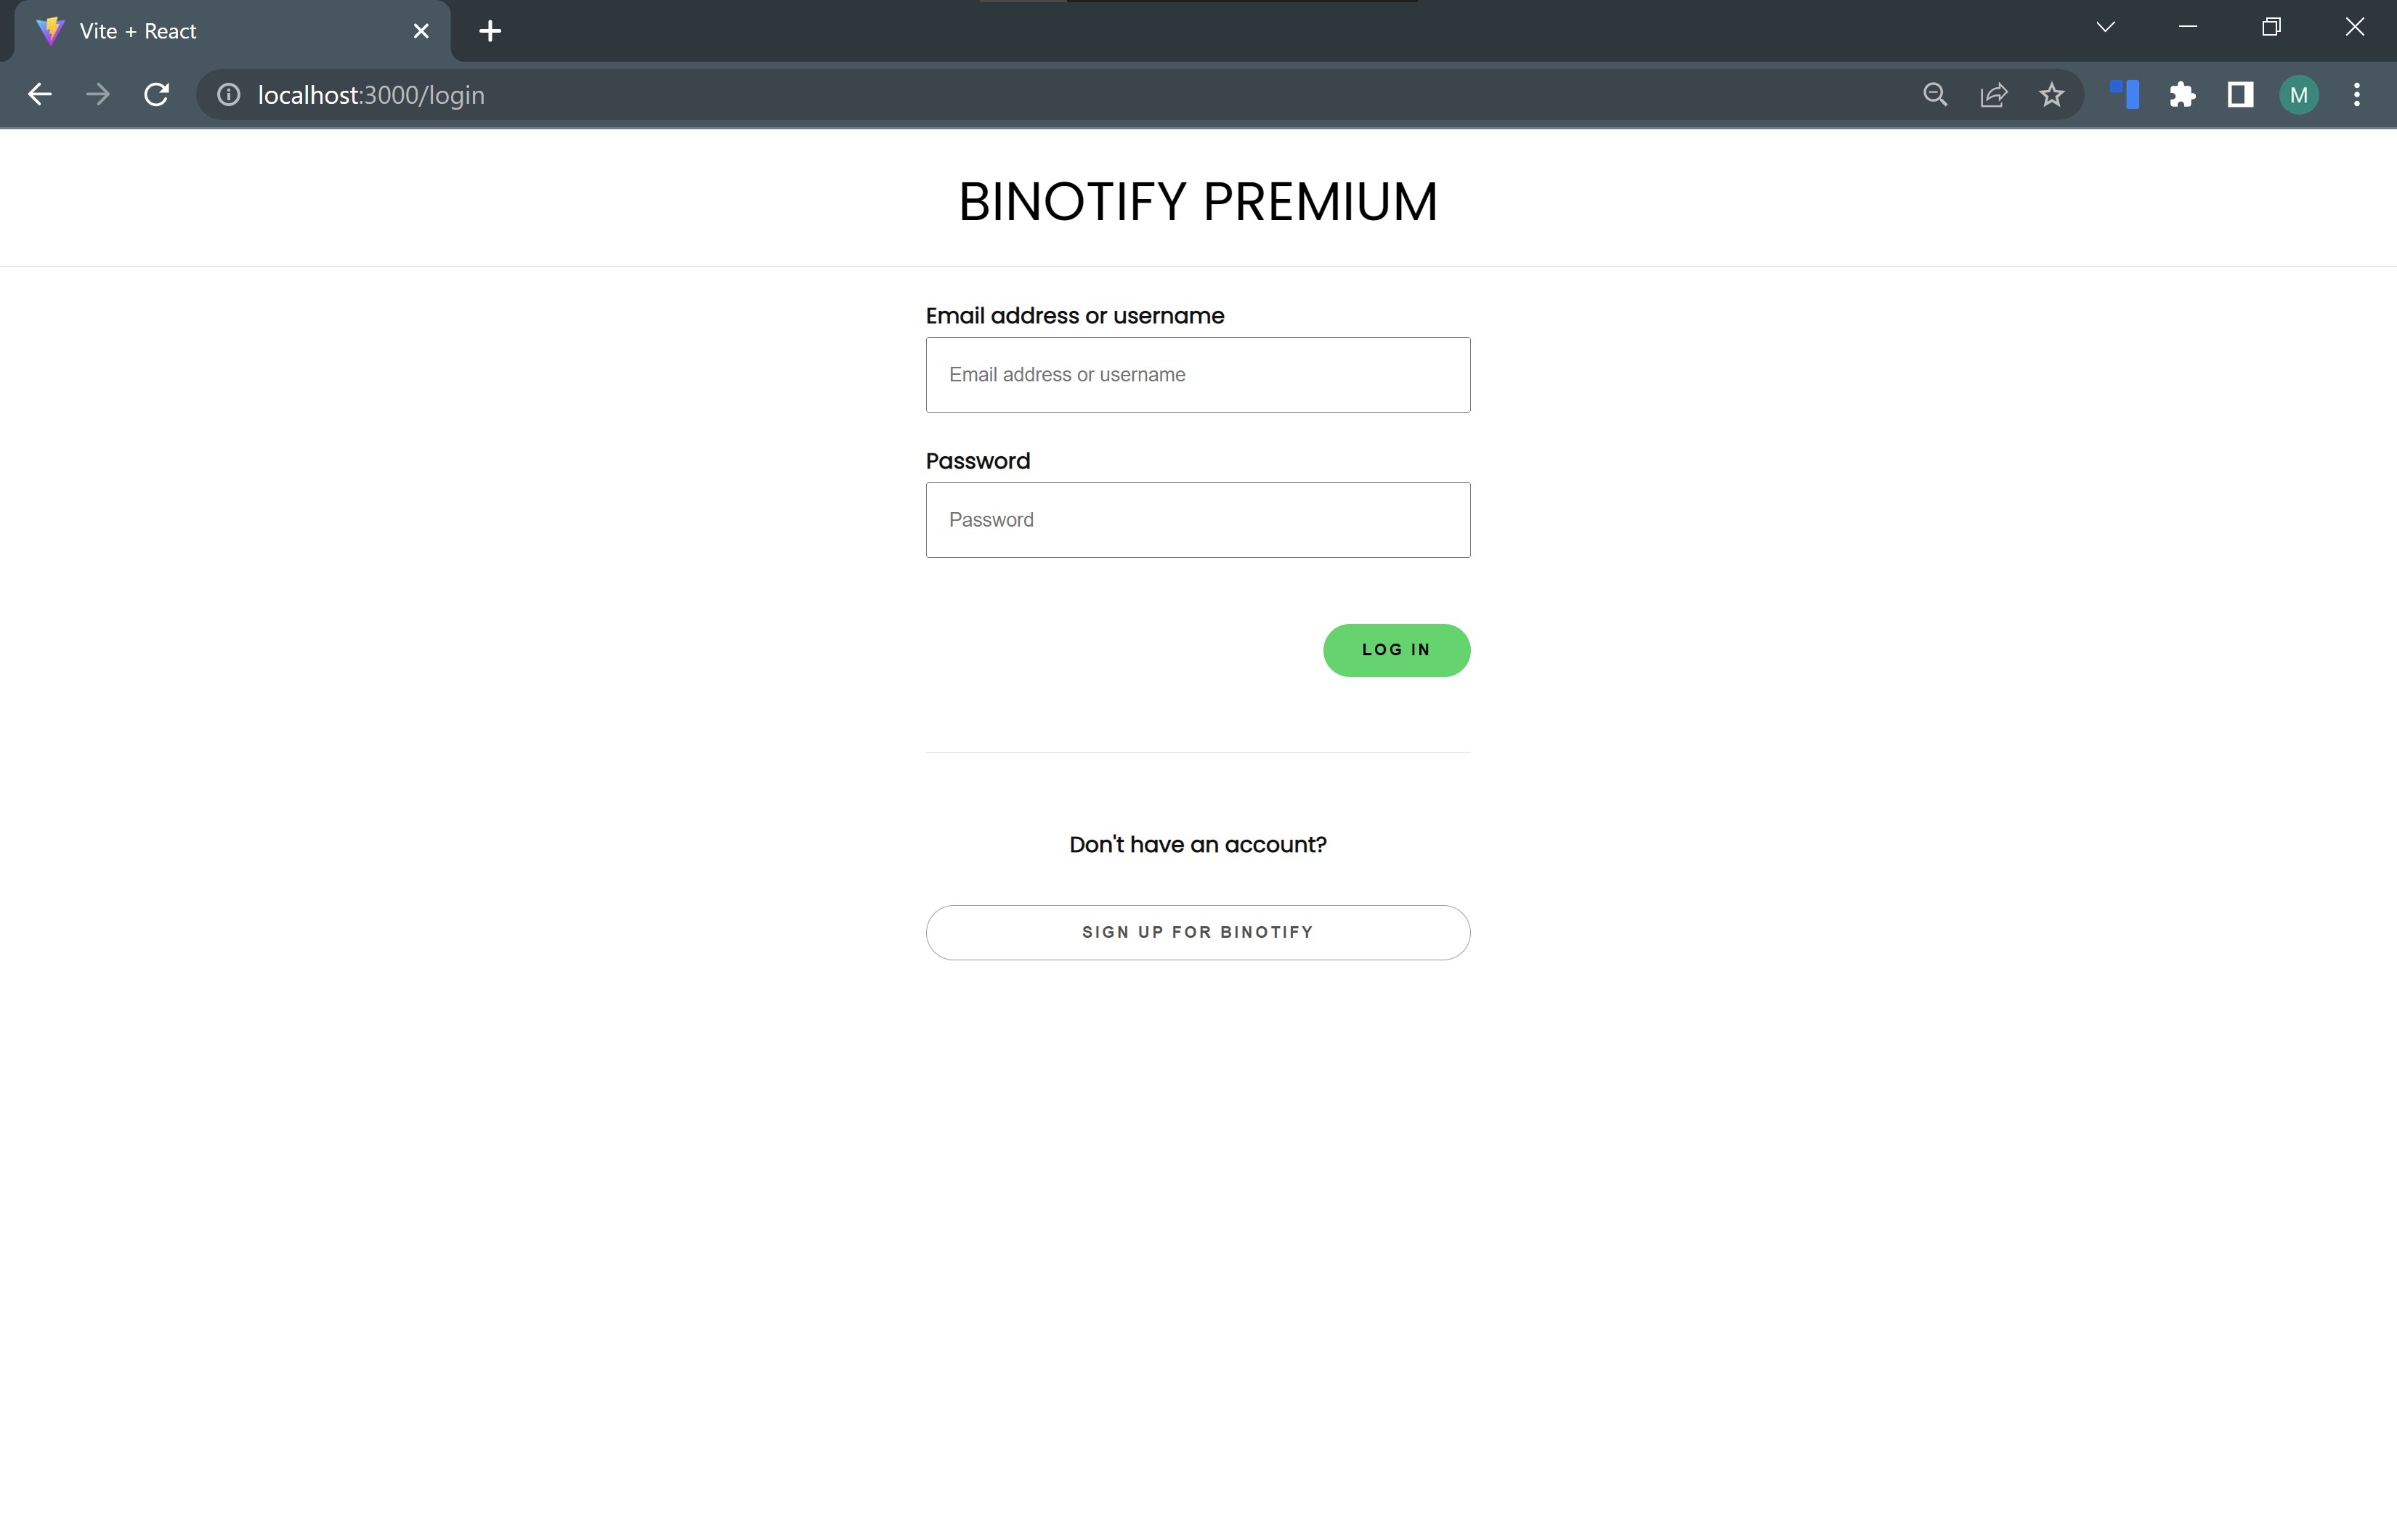 Vite + React
localhost:3000/login
M
BINOTIFY PREMIUM
Email address or username
Email address or username
Password
Password
LOG IN
Don't have an account?
SIGN UP FOR BINOTIFY